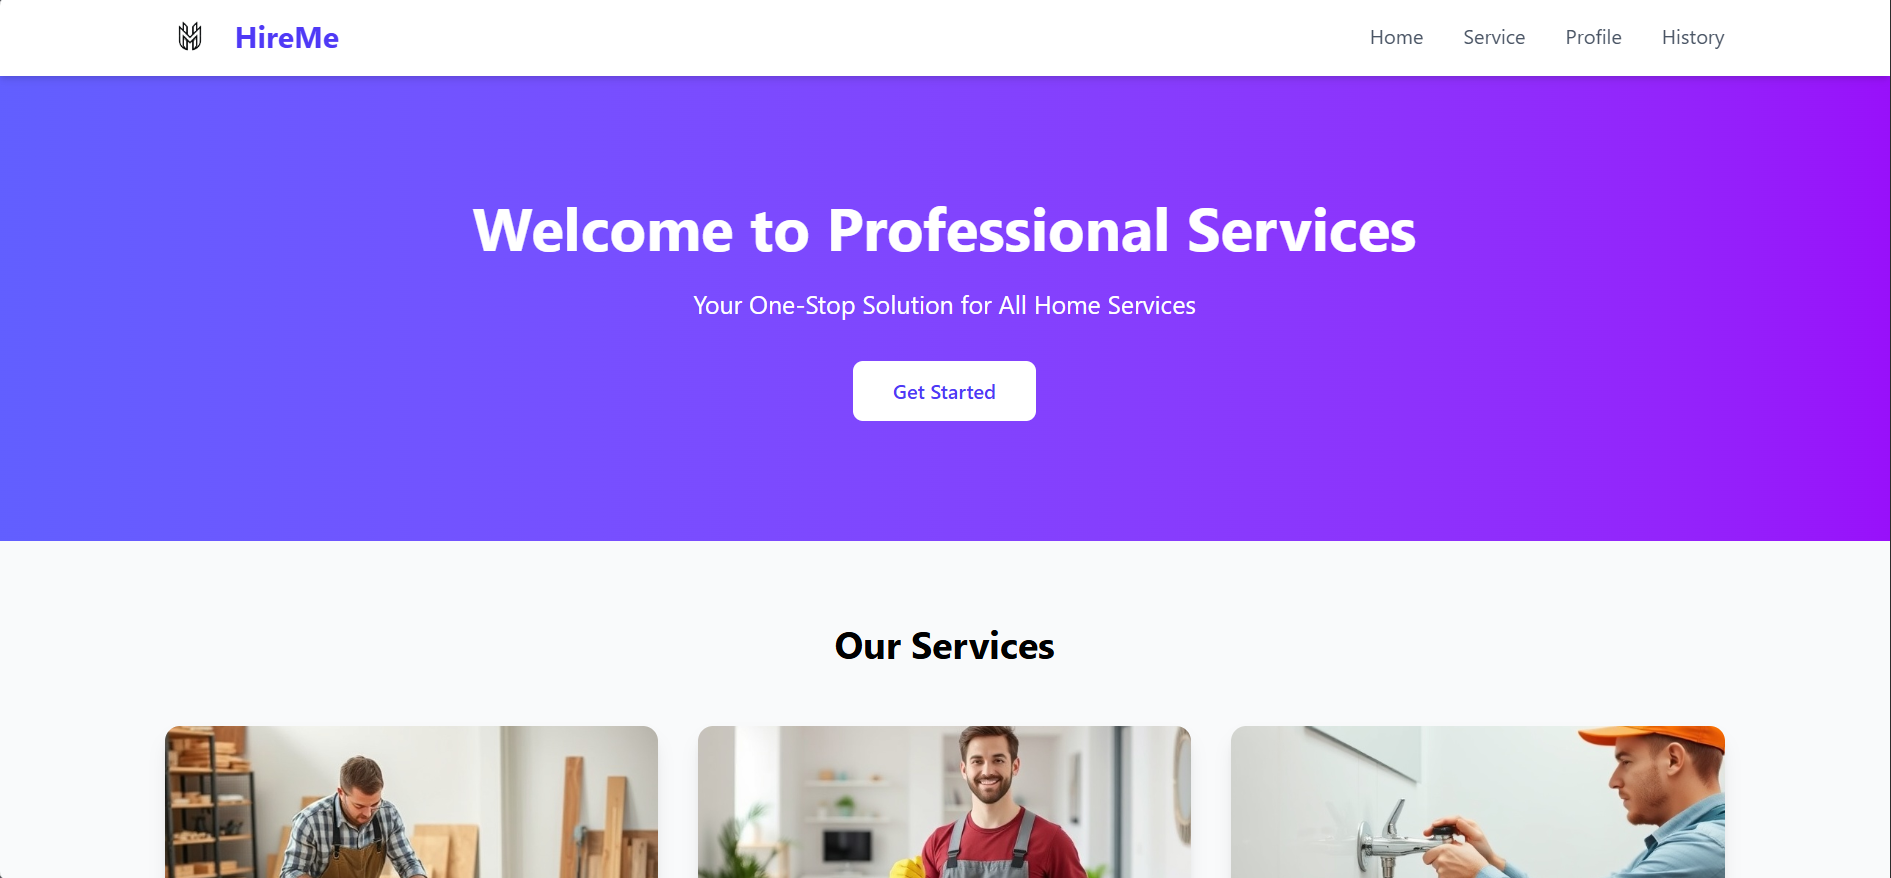 HireMe
Home Service Profile History
Welcome to Professional Services
Your One-Stop Solution for All Home Services
Get Started
Our Services